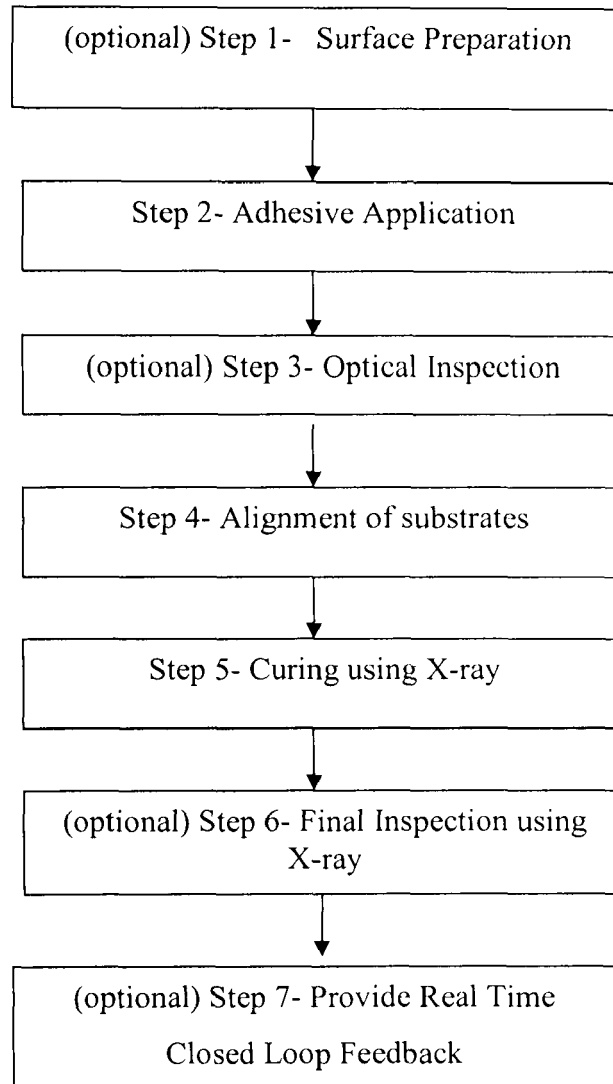 (optional) Step 1- Surface Preparation
Step 2- Adhesive Application
(optional) Step 3- Optical Inspection
Step 4- Alignment of substrates
Step 5- Curing using X-ray
(optional) Step 6- Final Inspection using
X-ray
(optional) Step 7- Provide Real Time
Closed Loop Feedback